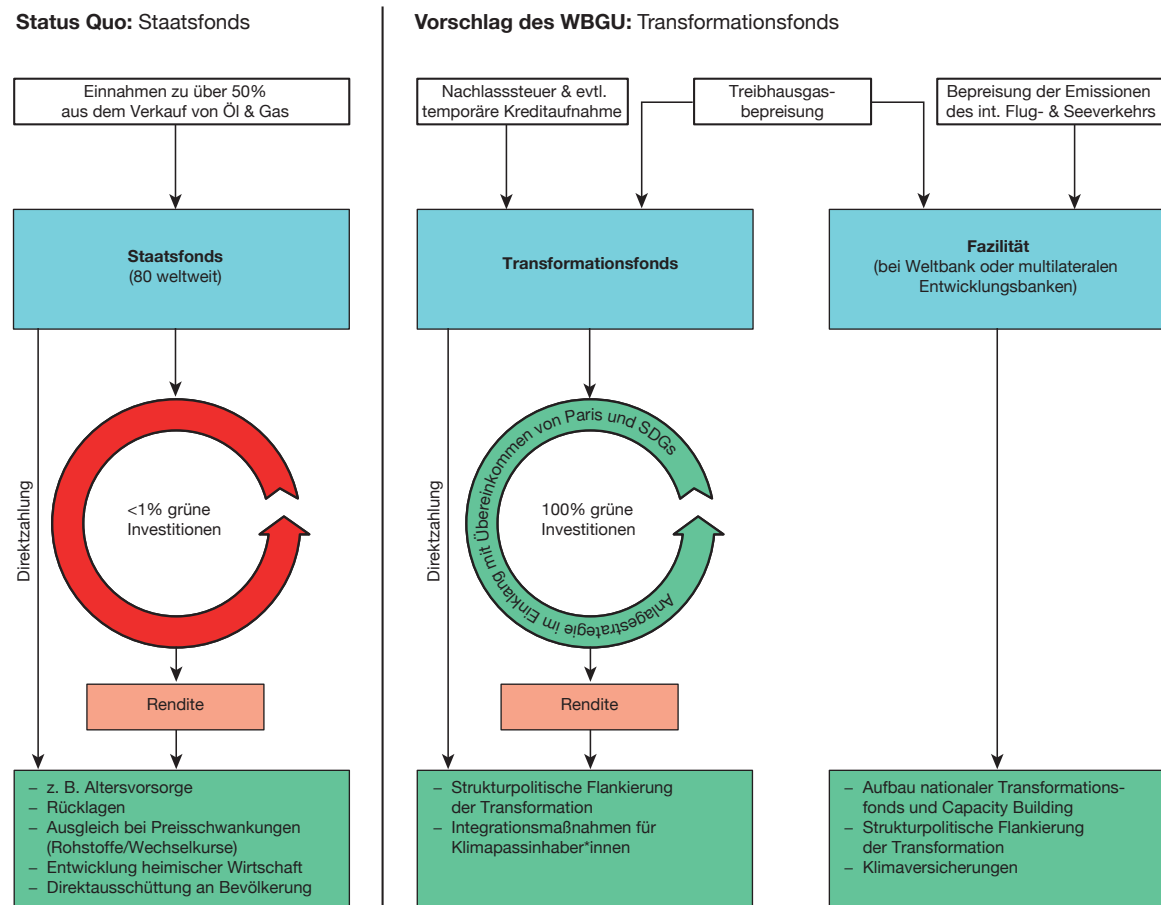 Status Quo: Staatsfonds
Einnahmen zu über 50%
aus dem Verkauf von Öl & Gas
Staatsfonds
(80 weltweit)
Direktzahlung
<1% grüne
Investitionen
Rendite
– z. B. Altersvorsorge
– Rücklagen
– Ausgleich bei Preisschwankungen
(Rohstoffe/Wechselkurse)
– Entwicklung heimischer Wirtschaft
– Direktausschüttung an Bevölkerung
Vorschlag des WBGU: Transformationsfonds
Nachlasssteuer & evtl.
temporäre Kreditaufnahme
Treibhausgas-
bepreisung
Bepreisung der Emissionen
des int. Flug- & Seeverkehrs
Transformationsfonds
Direktzahlung
Anlagestrategie im Einklang mit Übereinkommen von Paris und SDGs
100% grüne
Investitionen
Rendite
– Strukturpolitische Flankierung
der Transformation
– Integrationsmaßnahmen für
Klimapassinhaber*innen
Fazilität
(bei Weltbank oder multilateralen
Entwicklungsbanken)
– Aufbau nationaler Transformations-
fonds und Capacity Building
– Strukturpolitische Flankierung
der Transformation
– Klimaversicherungen